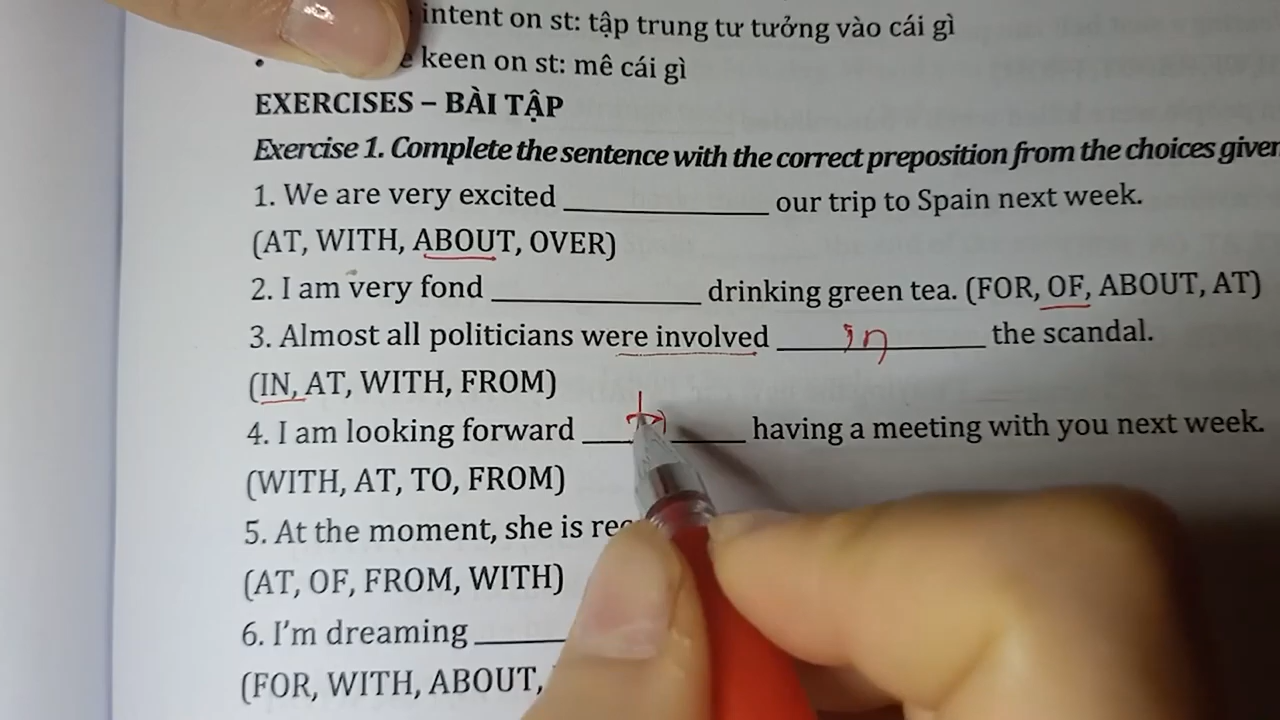 intent on st: tập trung tư tưởng vào cái gì
keen on st: mê cái gì
EXERCISES – BÀI TẬP
Exercise 1. Complete the sentence with the correct preposition from the choices given
1. We are very excited ____________ our trip to Spain next week.
(AT, WITH, ABOUT, OVER)
2. I am very fond ____________ drinking green tea. (FOR, OF, ABOUT, AT)
3. Almost all politicians were involved in the scandal.
(IN, AT, WITH, FROM)
4. I am looking forward ____________ having a meeting with you next week.
(WITH, AT, TO, FROM)
5. At the moment, she is
(AT, OF, FROM, WITH)
6. I'm dreaming ______
(FOR, WITH, ABOUT,